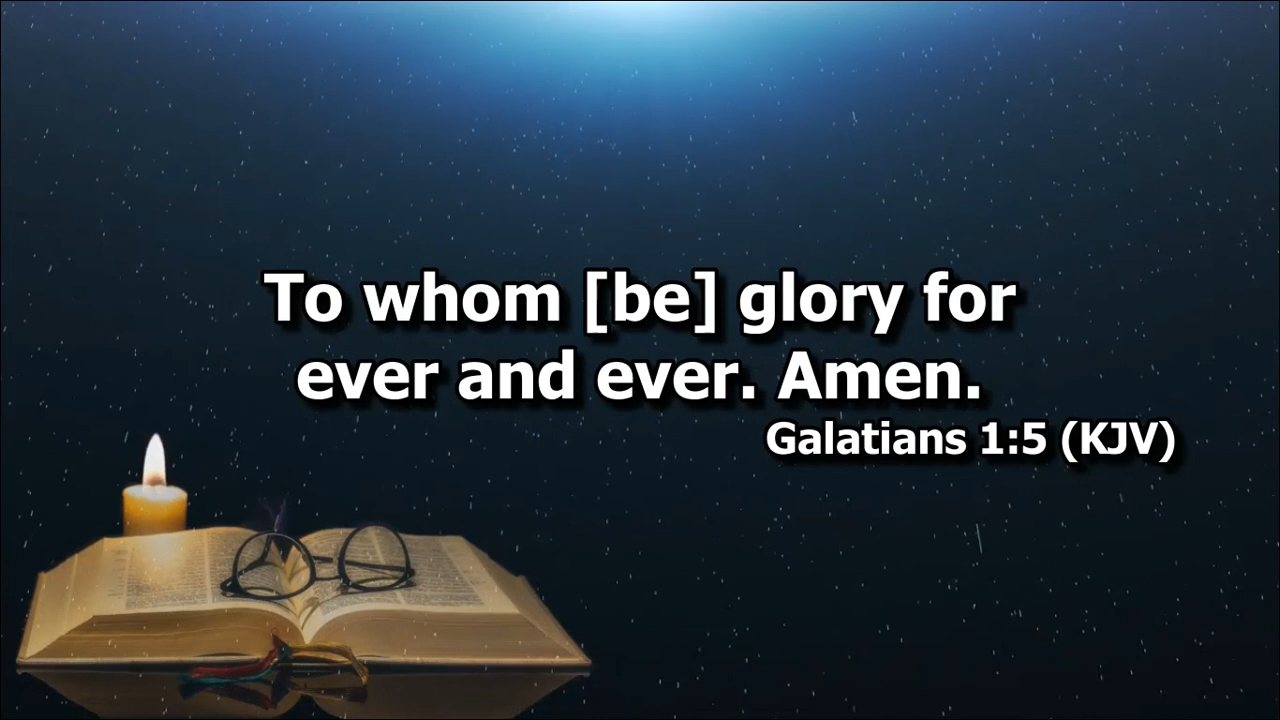 To whom [be] glory for
ever and ever. Amen.
Galatians 1:5 (KJV)